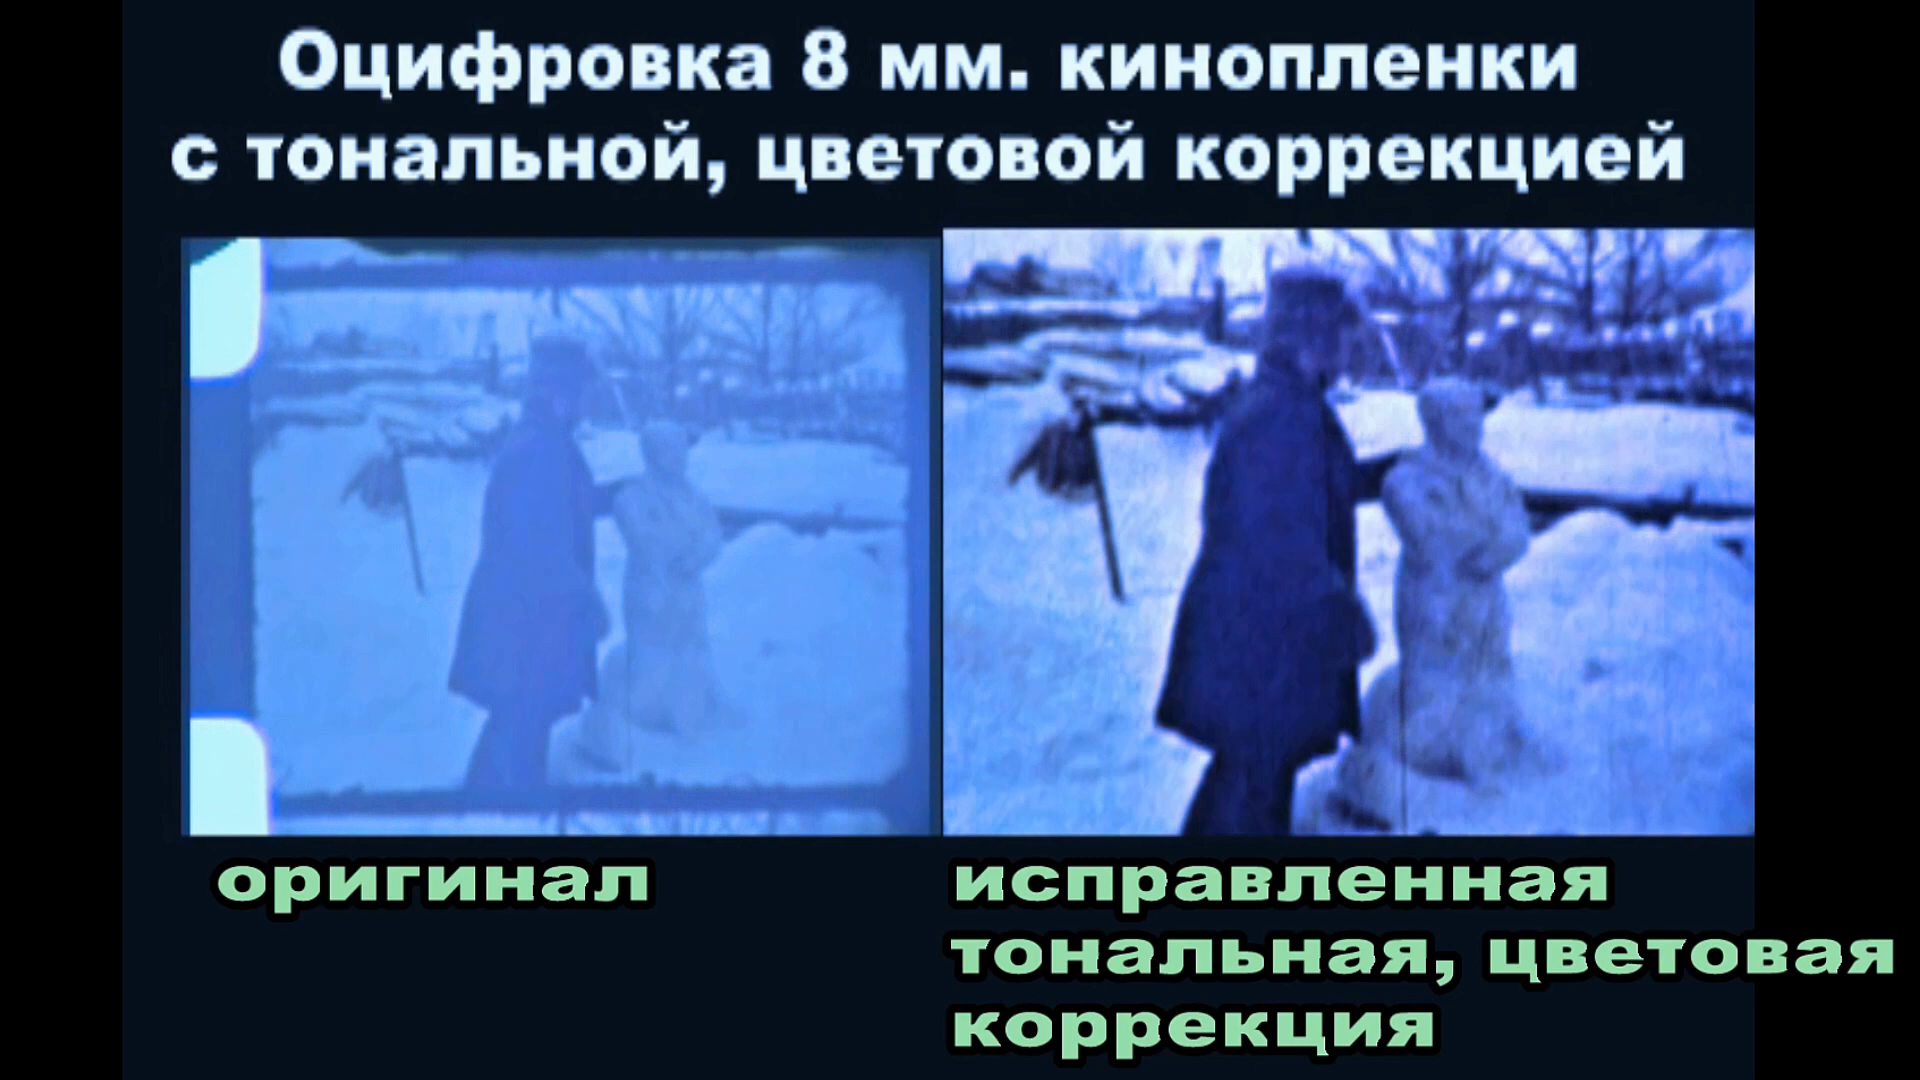 Оцифровка 8 мм. кинопленки
с тональной, цветовой коррекцией
оригинал
исправленная
тональная, цветовая
коррекция